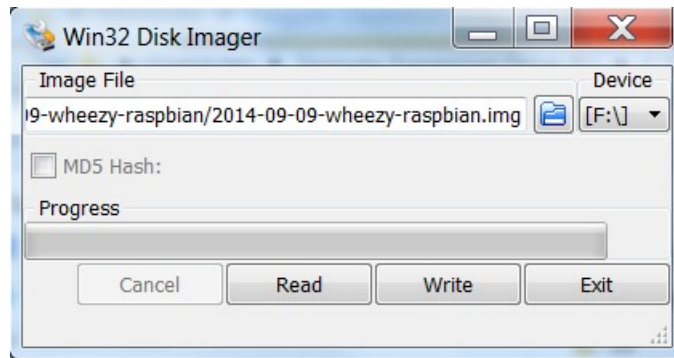 Win32 Disk Imager
Image File
Device
9-wheezy-raspbian/2014-09-09-wheezy-raspbian.img
[F:\]
MD5 Hash:
Progress
Cancel
Read
Write
Exit